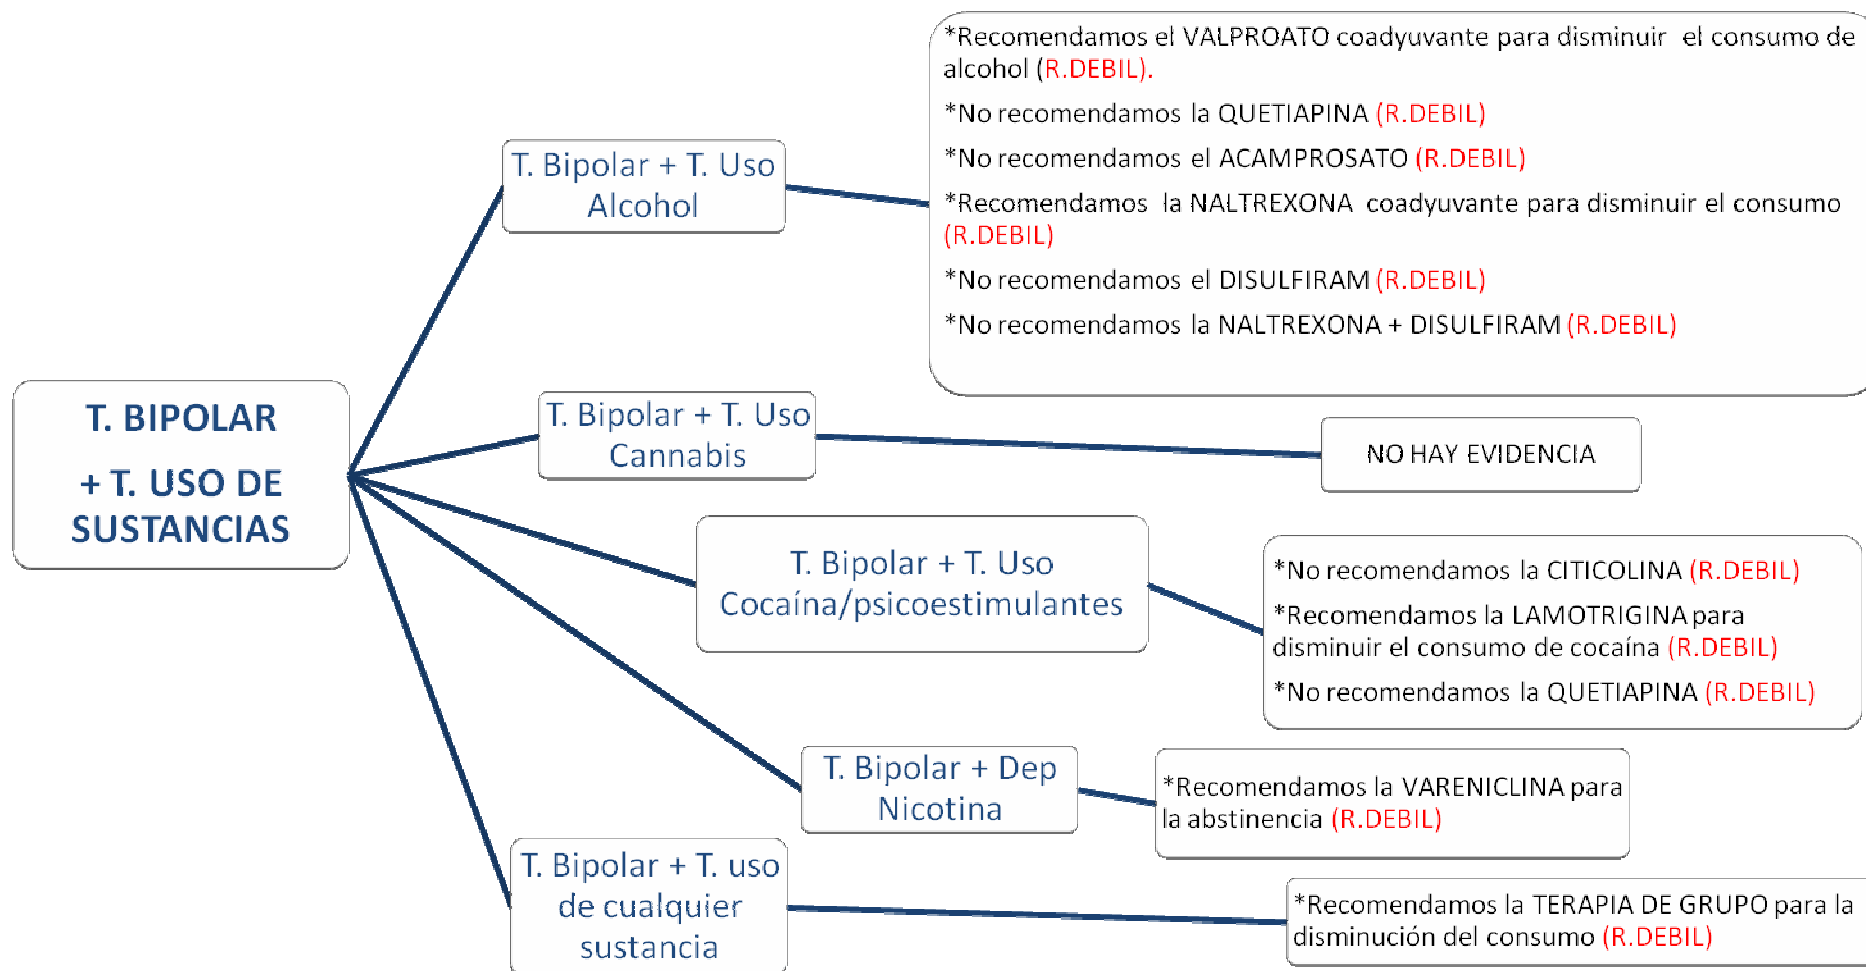 T. BIPOLAR
+ T. USO DE
SUSTANCIAS
T. Bipolar + T. Uso
Alcohol
*Recomendamos el VALPROATO coadyuvante para disminuir el consumo de
alcohol (R.DEBIL).
*No recomendamos la QUETIAPINA (R.DEBIL)
*No recomendamos el ACAMPROSATO (R.DEBIL)
*Recomendamos la NALTREXONA coadyuvante para disminuir el consumo
(R.DEBIL)
*No recomendamos el DISULFIRAM (R.DEBIL)
*No recomendamos la NALTREXONA + DISULFIRAM (R.DEBIL)
T. Bipolar + T. Uso
Cannabis
NO HAY EVIDENCIA
T. Bipolar + T. Uso
Cocaína/psicoestimulantes
*No recomendamos la CITICOLINA (R.DEBIL)
*Recomendamos la LAMOTRIGINA para
disminuir el consumo de cocaína (R.DEBIL)
*No recomendamos la QUETIAPINA (R.DEBIL)
T. Bipolar + Dep
Nicotina
*Recomendamos la VARENICLINA para
la abstinencia (R.DEBIL)
T. Bipolar + T. uso
de cualquier
sustancia
*Recomendamos la TERAPIA DE GRUPO para la
disminución del consumo (R.DEBIL)